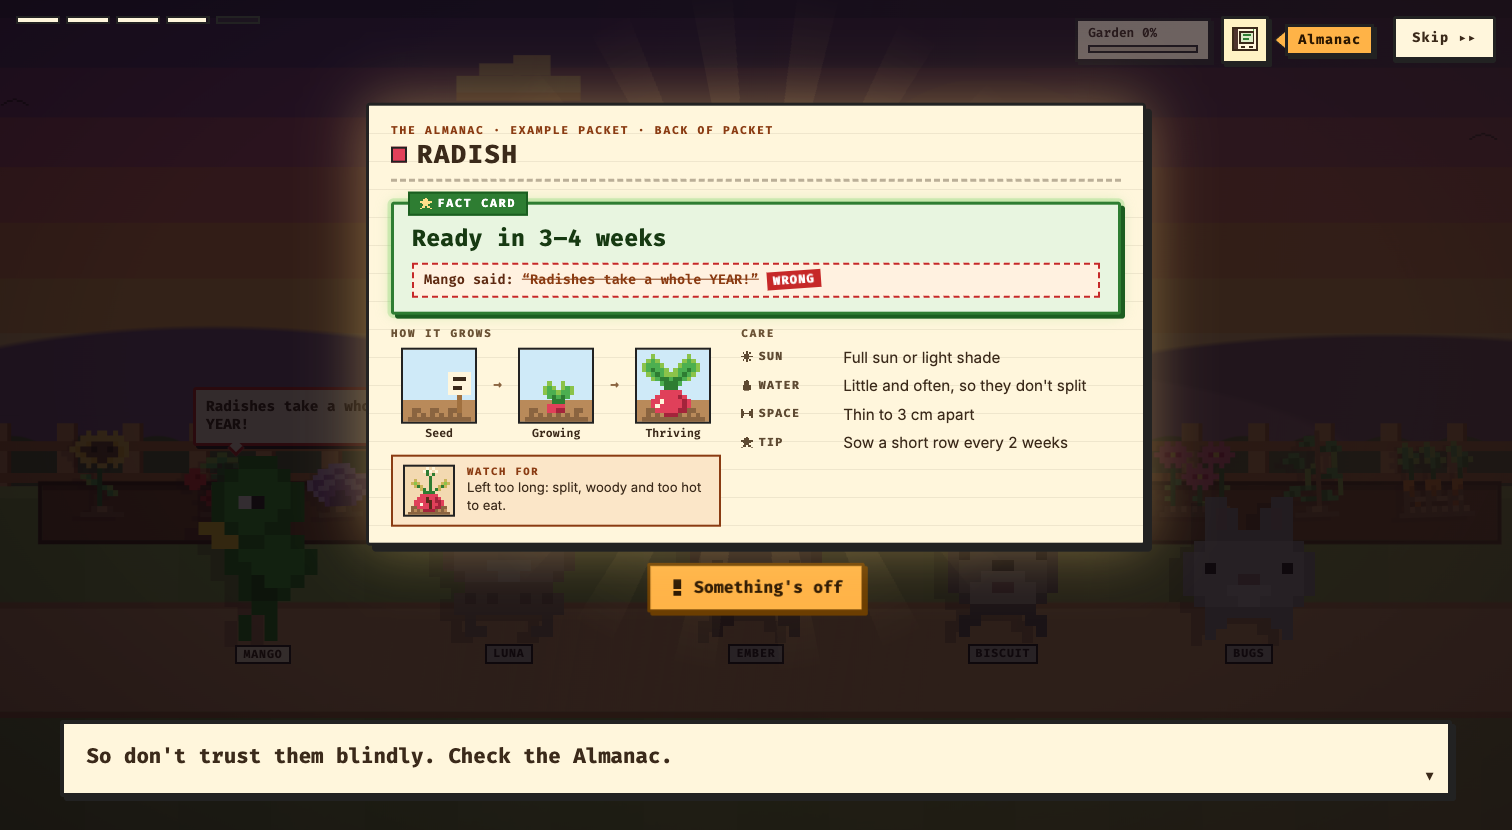 Garden 0%
Almanac
Skip ▸▸
THE ALMANAC · EXAMPLE PACKET · BACK OF PACKET
RADISH
FACT CARD
Ready in 3–4 weeks
Mango said: “Radishes take a whole YEAR!” WRONG
HOW IT GROWS
Seed
→
Growing
→
Thriving
WATCH FOR
Left too long: split, woody and too hot
to eat.
CARE
SUN Full sun or light shade
WATER Little and often, so they don't split
SPACE Thin to 3 cm apart
TIP Sow a short row every 2 weeks
Radishes take a who
YEAR!
! Something's off
MANGO
LUNA
EMBER
BISCUIT
BUGS
So don't trust them blindly. Check the Almanac.
▼